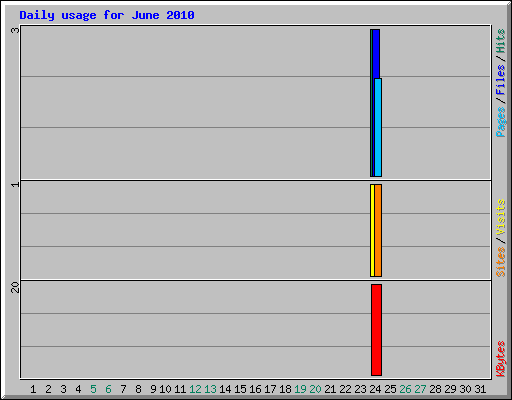 Daily usage for June 2010
3
1
20
Pages/Files/Hits
Sites/Visits
KBytes
1 2 3 4 5 6 7 8 9 10 11 12 13 14 15 16 17 18 19 20 21 22 23 24 25 26 27 28 29 30 31